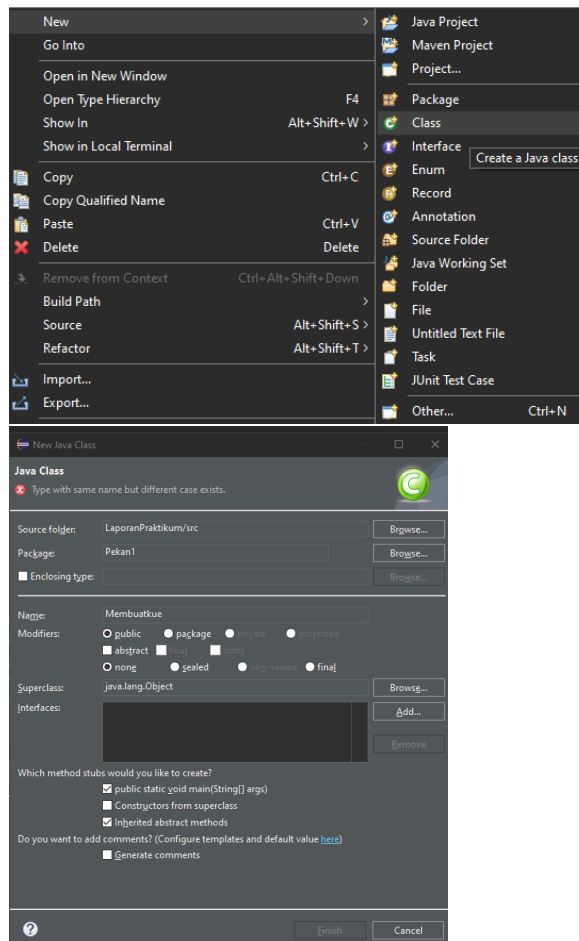 New >
Go Into
Open in New Window
Open Type Hierarchy F4
Show In Alt+Shift+W >
Show in Local Terminal >
Copy Ctrl+C
Copy Qualified Name
Paste Ctrl+V
Delete Delete
Remove from Context Ctrl+Alt+Shift+Down
Build Path >
Source Alt+Shift+S >
Refactor Alt+Shift+T >
Import...
Export...
Java Project
Maven Project
Project...
Package
Class
Interface
Create a Java class
Enum
Record
Annotation
Source Folder
Java Working Set
Folder
File
Untitled Text File
Task
JUnit Test Case
Other... Ctrl+N
New Java Class
Java Class
Type with same name but different case exists.
Source folder: LaporanPraktikum/src Browse...
Package: Pekan1 Browse...
Enclosing type: Browse...
Name: Membuatkue
Modifiers: public package private protected
abstract final static
none sealed non-sealed final
Superclass: java.lang.Object Browse...
Interfaces: Add...
Remove
Which method stubs would you like to create?
public static void main(String[] args)
Constructors from superclass
Inherited abstract methods
Do you want to add comments? (Configure templates and default value here)
Generate comments
? Finish Cancel